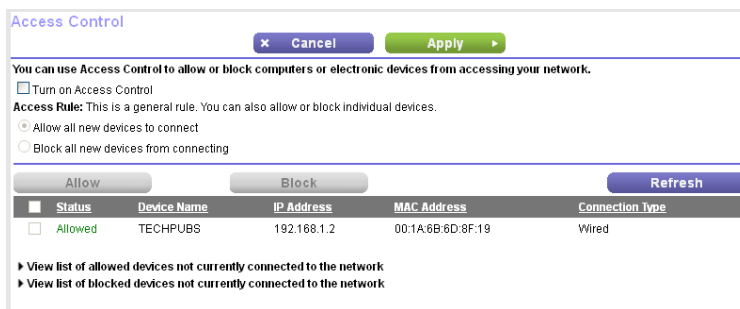 Access Control
Cancel Apply
You can use Access Control to allow or block computers or electronic devices from accessing your network.
Turn on Access Control
Access Rule: This is a general rule. You can also allow or block individual devices.
Allow all new devices to connect
Block all new devices from connecting
Allow Block Refresh
Status Device Name IP Address MAC Address Connection Type
Allowed TECHPUBS 192.168.1.2 00:1A:6B:6D:8F:19 Wired
View list of allowed devices not currently connected to the network
View list of blocked devices not currently connected to the network